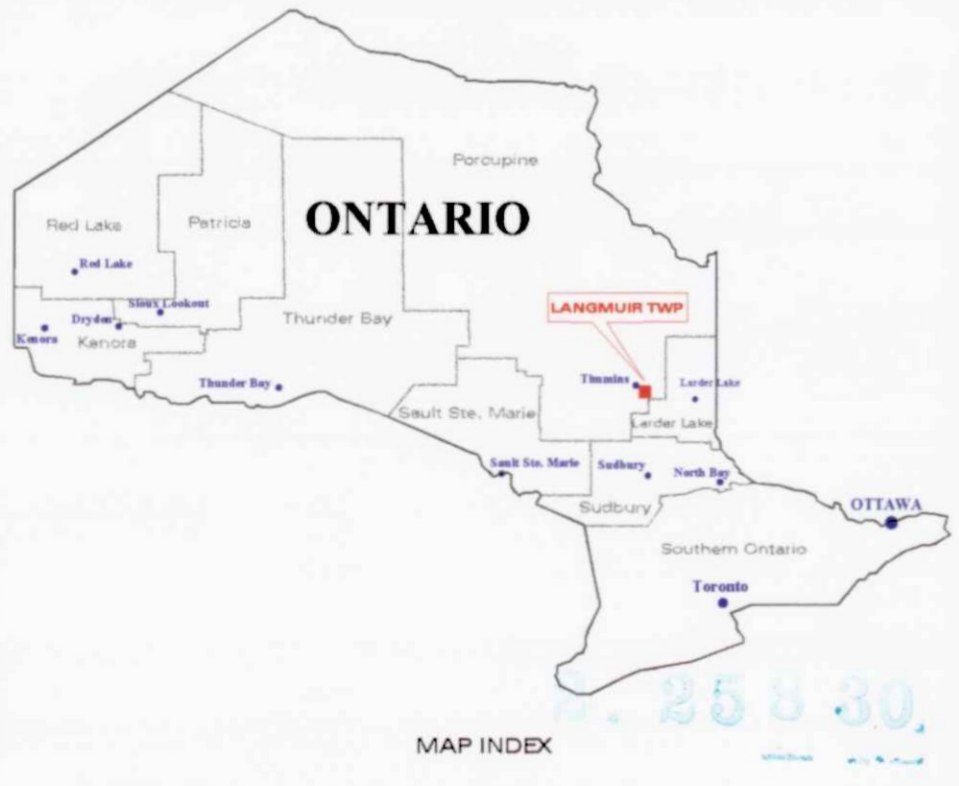 Porcupine
ONTARIO
Red Lake
Patricia
Red Lake
Sioux Lookout
Dryden
Kenora
Kenora
Thunder Bay
LANGMUIR TWP
Thunder Bay
Timmins
Larder Lake
Sault Ste. Marie
Larder Lake
Sault Ste. Marie
Sudbury
North Bay
Sudbury
OTTAWA
Southern Ontario
Toronto
2.25830
MAP INDEX